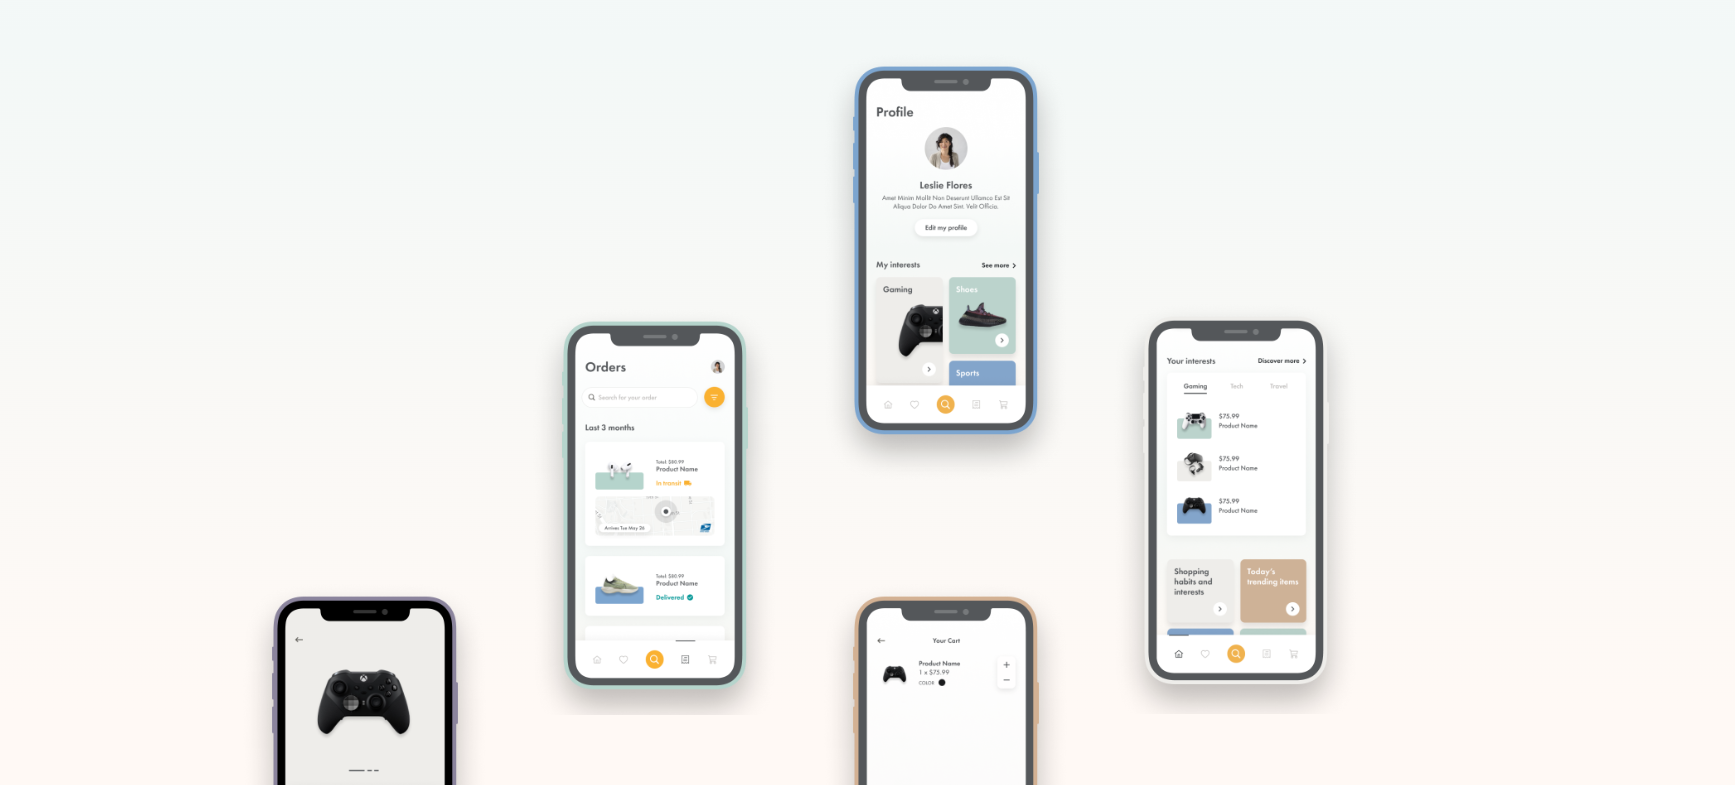 Profile
Leslie Flores
Amet Minim Mollit Non Deserunt Ullamco Est Sit
Aliqua Dolor Do Amet Sint. Velit Officia.
Edit my profile
My interests
See more
Gaming
Shoes
Sports
Orders
Search for your order
Last 3 months
Total: $80.99
Product Name
In transit
Arrives Tue May 26
Total: $80.99
Product Name
Delivered
Your interests
Discover more
Gaming
Tech
Travel
$75.99
Product Name
$75.99
Product Name
$75.99
Product Name
Shopping
habits and
interests
Today's
trending items
Your Cart
Product Name
1 x $75.99
COLOR